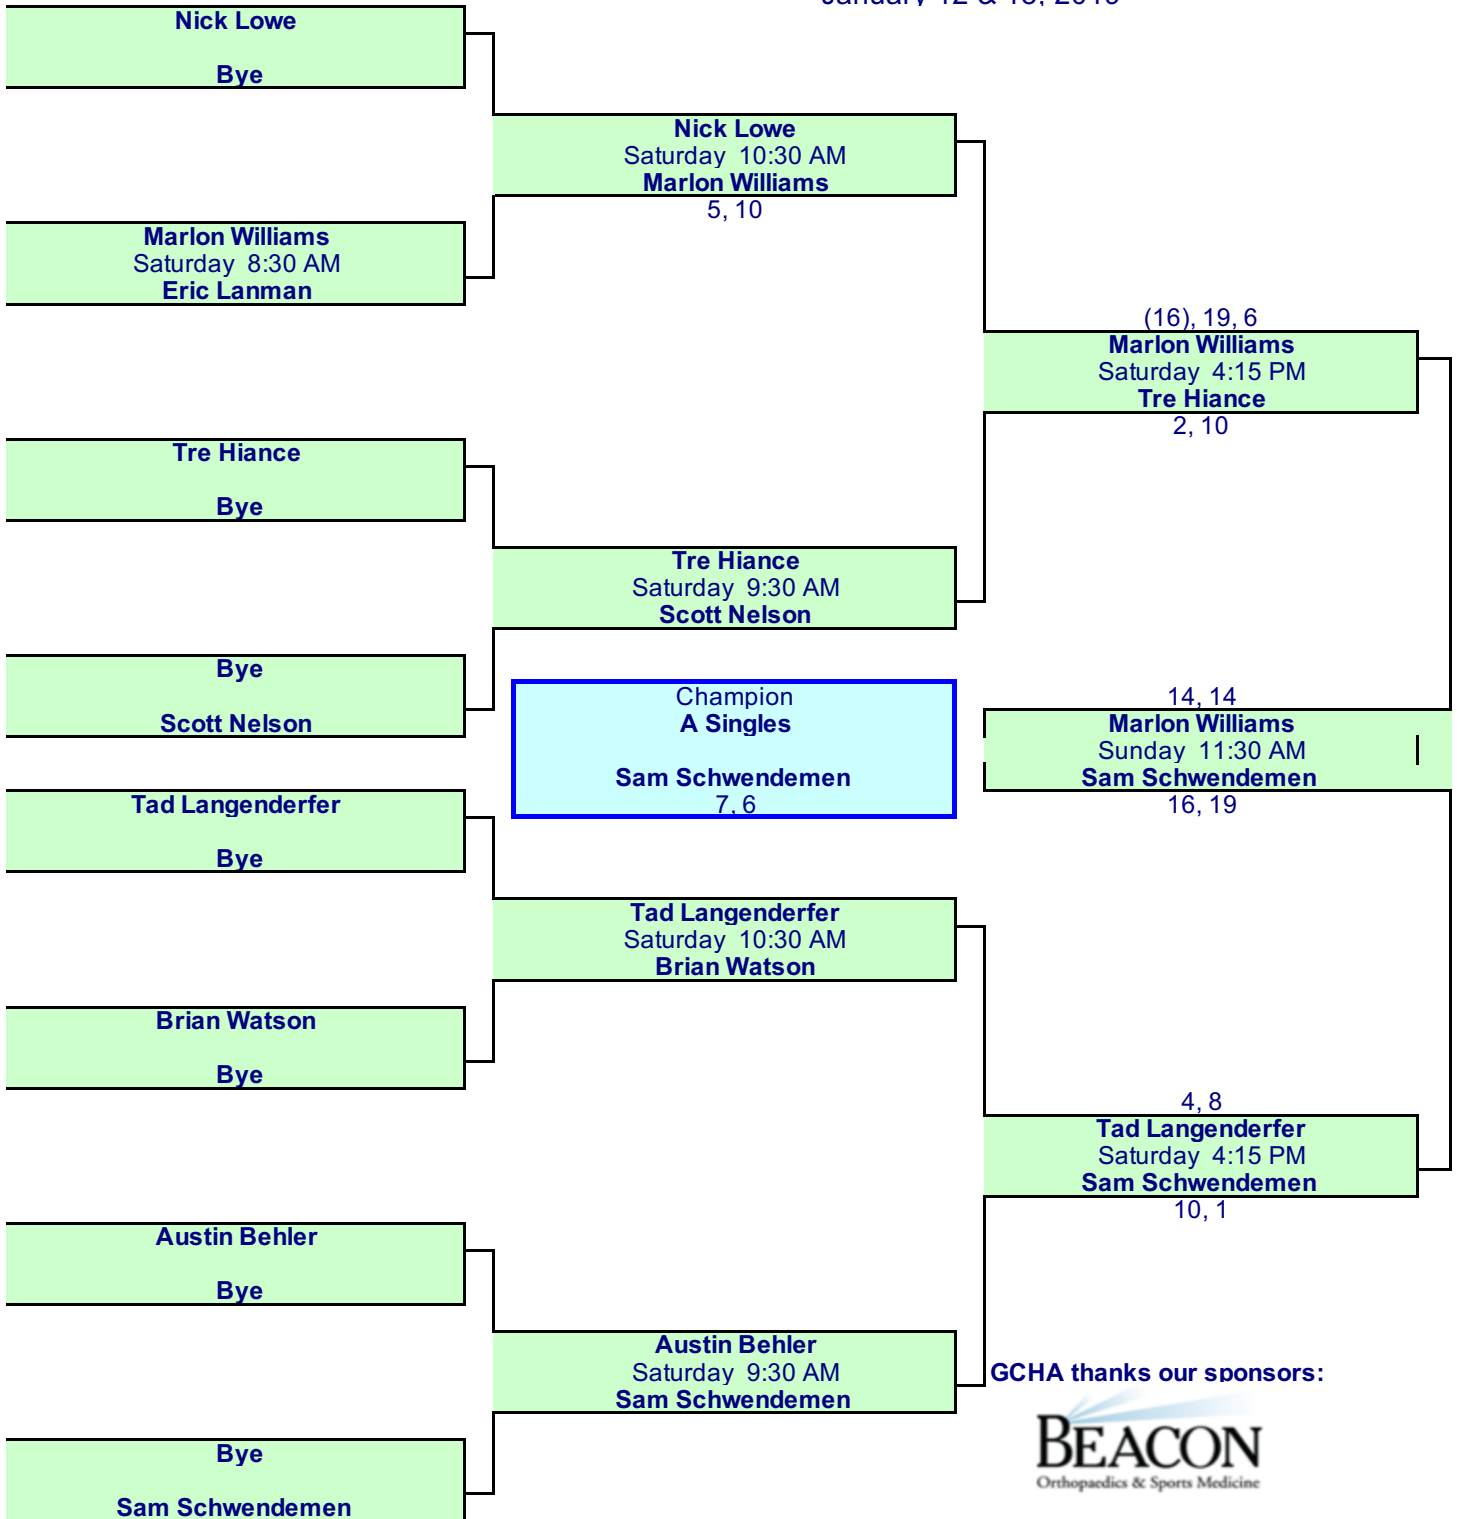 January 12 &
Nick Lowe
Bye
Marlon Williams
Saturday 8:30 AM
Eric Lanman
Tre Hiance
Bye
Bye
Scott Nelson
Tad Langenderfer
Bye
Brian Watson
Bye
Austin Behler
Bye
Bye
Sam Schwendemen
Nick Lowe
Saturday 10:30 AM
Marlon Williams
5, 10
Tre Hiance
Saturday 9:30 AM
Scott Nelson
Champion
A Singles
Sam Schwendemen
7, 6
Tad Langenderfer
Saturday 10:30 AM
Brian Watson
Austin Behler
Saturday 9:30 AM
Sam Schwendemen
(16), 19, 6
Marlon Williams
Saturday 4:15 PM
Tre Hiance
2, 10
14, 14
Marlon Williams
Sunday 11:30 AM
Sam Schwendemen
16, 19
4, 8
Tad Langenderfer
Saturday 4:15 PM
Sam Schwendemen
10, 1
GCHA thanks our sponsors:
BEACON
Orthopaedics & Sports Medicine